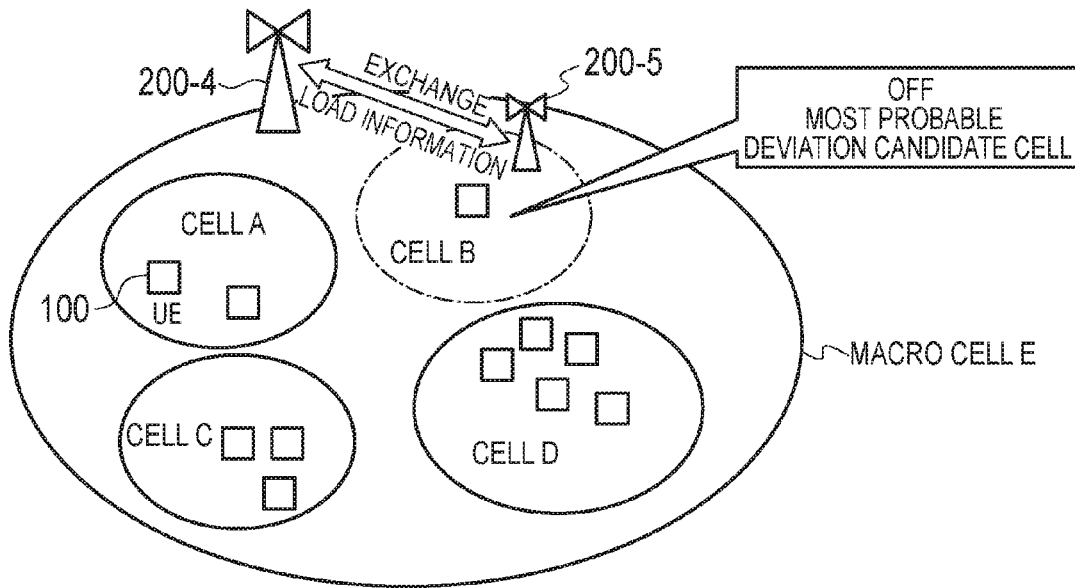 200-4
EXCHANGE
LOAD INFORMATION
200-5
OFF
MOST PROBABLE
DEVIATION CANDIDATE CELL
CELL A
CELL B
100
UE
MACRO CELL E
CELL C
CELL D